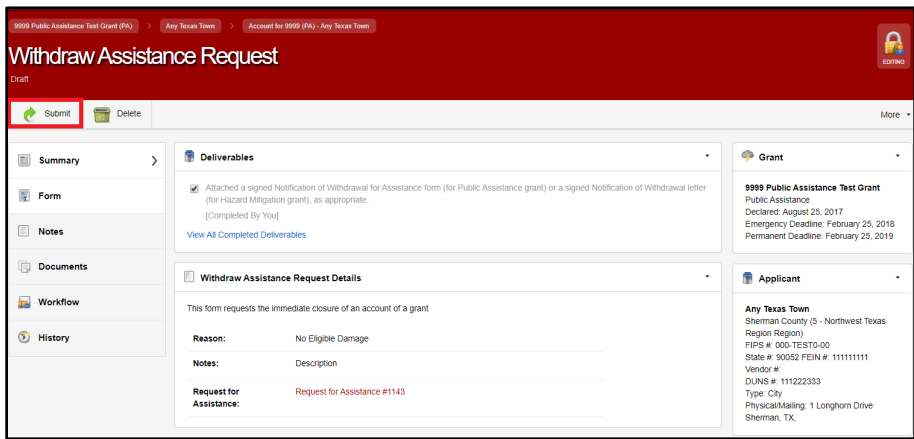 9999 Public Assistance Test Grant (PA) > Any Texas Town > Account for 9999 (PA) - Any Texas Town
Withdraw Assistance Request
Draft
EDITING
Submit
Delete
More
Summary
Form
Notes
Documents
Workflow
History
Deliverables
Attached a signed Notification of Withdrawal for Assistance form (for Public Assistance grant) or a signed Notification of Withdrawal letter
(for Hazard Mitigation grant), as appropriate.
[Completed By You]
View All Completed Deliverables
Withdraw Assistance Request Details
This form requests the immediate closure of an account of a grant
Reason: No Eligible Damage
Notes: Description
Request for Request for Assistance #1143
Assistance:
Grant
9999 Public Assistance Test Grant
Public Assistance
Declared: August 25, 2017
Emergency Deadline: February 25, 2018
Permanent Deadline: February 25, 2019
Applicant
Any Texas Town
Sherman County (5 - Northwest Texas
Region Region)
FIPS #: 000-TEST0-00
State #: 90052 FEIN #: 111111111
Vendor #:
DUNS #: 111222333
Type: City
Physical/Mailing: 1 Longhorn Drive
Sherman, TX,